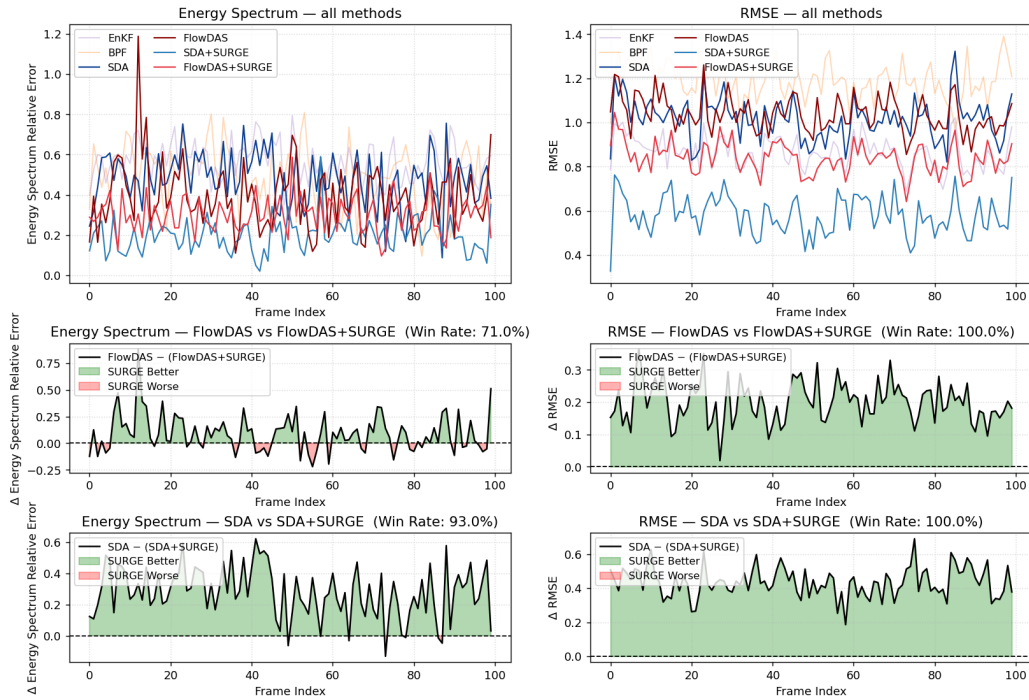 Energy Spectrum — all methods
Energy Spectrum Relative Error
1.2
1.0
0.8
0.6
0.4
0.2
0.0
EnKF
BPF
SDA
FlowDAS
SDA+SURGE
FlowDAS+SURGE
0 20 40 60 80 100
Frame Index
RMSE — all methods
RMSE
1.4
1.2
1.0
0.8
0.6
0.4
EnKF
BPF
SDA
FlowDAS
SDA+SURGE
FlowDAS+SURGE
0 20 40 60 80 100
Frame Index
Energy Spectrum — FlowDAS vs FlowDAS+SURGE (Win Rate: 71.0%)
Δ Energy Spectrum Relative Error
0.75
0.50
0.25
0.00
−0.25
FlowDAS − (FlowDAS+SURGE)
SURGE Better
SURGE Worse
0 20 40 60 80 100
Frame Index
RMSE — FlowDAS vs FlowDAS+SURGE (Win Rate: 100.0%)
Δ RMSE
0.3
0.2
0.1
0.0
FlowDAS − (FlowDAS+SURGE)
SURGE Better
SURGE Worse
0 20 40 60 80 100
Frame Index
Energy Spectrum — SDA vs SDA+SURGE (Win Rate: 93.0%)
Δ Energy Spectrum Relative Error
0.6
0.4
0.2
0.0
SDA − (SDA+SURGE)
SURGE Better
SURGE Worse
0 20 40 60 80 100
Frame Index
RMSE — SDA vs SDA+SURGE (Win Rate: 100.0%)
Δ RMSE
0.6
0.4
0.2
0.0
SDA − (SDA+SURGE)
SURGE Better
SURGE Worse
0 20 40 60 80 100
Frame Index